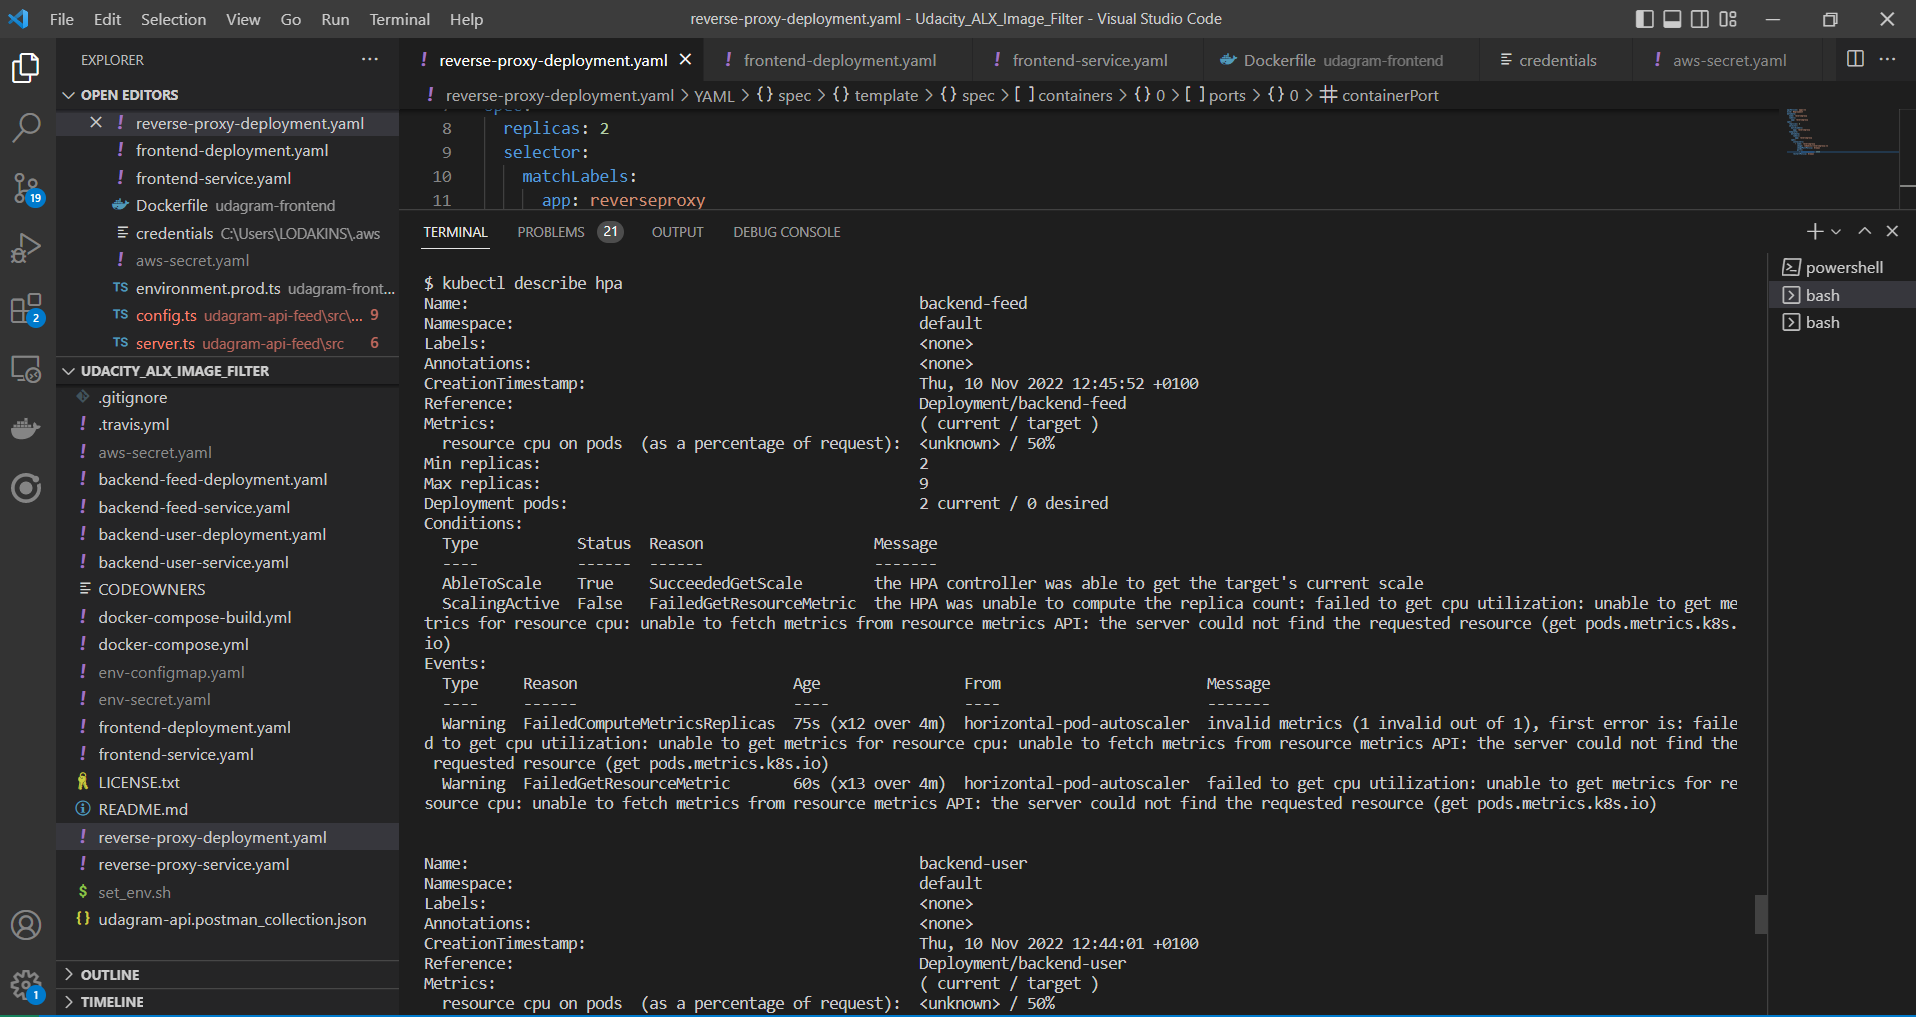 File Edit Selection View Go Run Terminal Help
reverse-proxy-deployment.yaml - Udacity_ALX_Image_Filter - Visual Studio Code
EXPLORER
OPEN EDITORS
reverse-proxy-deployment.yaml
frontend-deployment.yaml
frontend-service.yaml
Dockerfile udagram-frontend
credentials C:\Users\LODAKINS\.aws
aws-secret.yaml
TS environment.prod.ts udagram-front...
TS config.ts udagram-api-feed\src\... 9
TS server.ts udagram-api-feed\src 6
UDACITY_ALX_IMAGE_FILTER
.gitignore
.travis.yml
aws-secret.yaml
backend-feed-deployment.yaml
backend-feed-service.yaml
backend-user-deployment.yaml
backend-user-service.yaml
CODEOWNERS
docker-compose-build.yml
docker-compose.yml
env-configmap.yaml
env-secret.yaml
frontend-deployment.yaml
frontend-service.yaml
LICENSE.txt
README.md
reverse-proxy-deployment.yaml
reverse-proxy-service.yaml
$ set_env.sh
{} udagram-api.postman_collection.json
OUTLINE
TIMELINE
19
2
1
reverse-proxy-deployment.yaml
frontend-deployment.yaml
frontend-service.yaml
Dockerfile udagram-frontend
credentials
aws-secret.yaml
reverse-proxy-deployment.yaml > YAML > {} spec > {} template > {} spec > [ ] containers > {} 0 > [ ] ports > {} 0 > # containerPort
8 replicas: 2
9 selector:
10 matchLabels:
11 app: reverseproxy
TERMINAL PROBLEMS 21 OUTPUT DEBUG CONSOLE
powershell
bash
bash
$ kubectl describe hpa
Name: backend-feed
Namespace: default
Labels: <none>
Annotations: <none>
CreationTimestamp: Thu, 10 Nov 2022 12:45:52 +0100
Reference: Deployment/backend-feed
Metrics: ( current / target )
resource cpu on pods (as a percentage of request): <unknown> / 50%
Min replicas: 2
Max replicas: 9
Deployment pods: 2 current / 0 desired
Conditions:
Type Status Reason Message
---- ------ ------ -------
AbleToScale True SucceededGetScale the HPA controller was able to get the target's current scale
ScalingActive False FailedGetResourceMetric the HPA was unable to compute the replica count: failed to get cpu utilization: unable to get me
trics for resource cpu: unable to fetch metrics from resource metrics API: the server could not find the requested resource (get pods.metrics.k8s.
io)
Events:
Type Reason Age From Message
---- ------ ---- ---- -------
Warning FailedComputeMetricsReplicas 75s (x12 over 4m) horizontal-pod-autoscaler invalid metrics (1 invalid out of 1), first error is: faile
d to get cpu utilization: unable to get metrics for resource cpu: unable to fetch metrics from resource metrics API: the server could not find the
requested resource (get pods.metrics.k8s.io)
Warning FailedGetResourceMetric 60s (x13 over 4m) horizontal-pod-autoscaler failed to get cpu utilization: unable to get metrics for re
source cpu: unable to fetch metrics from resource metrics API: the server could not find the requested resource (get pods.metrics.k8s.io)
Name: backend-user
Namespace: default
Labels: <none>
Annotations: <none>
CreationTimestamp: Thu, 10 Nov 2022 12:44:01 +0100
Reference: Deployment/backend-user
Metrics: ( current / target )
resource cpu on pods (as a percentage of request): <unknown> / 50%